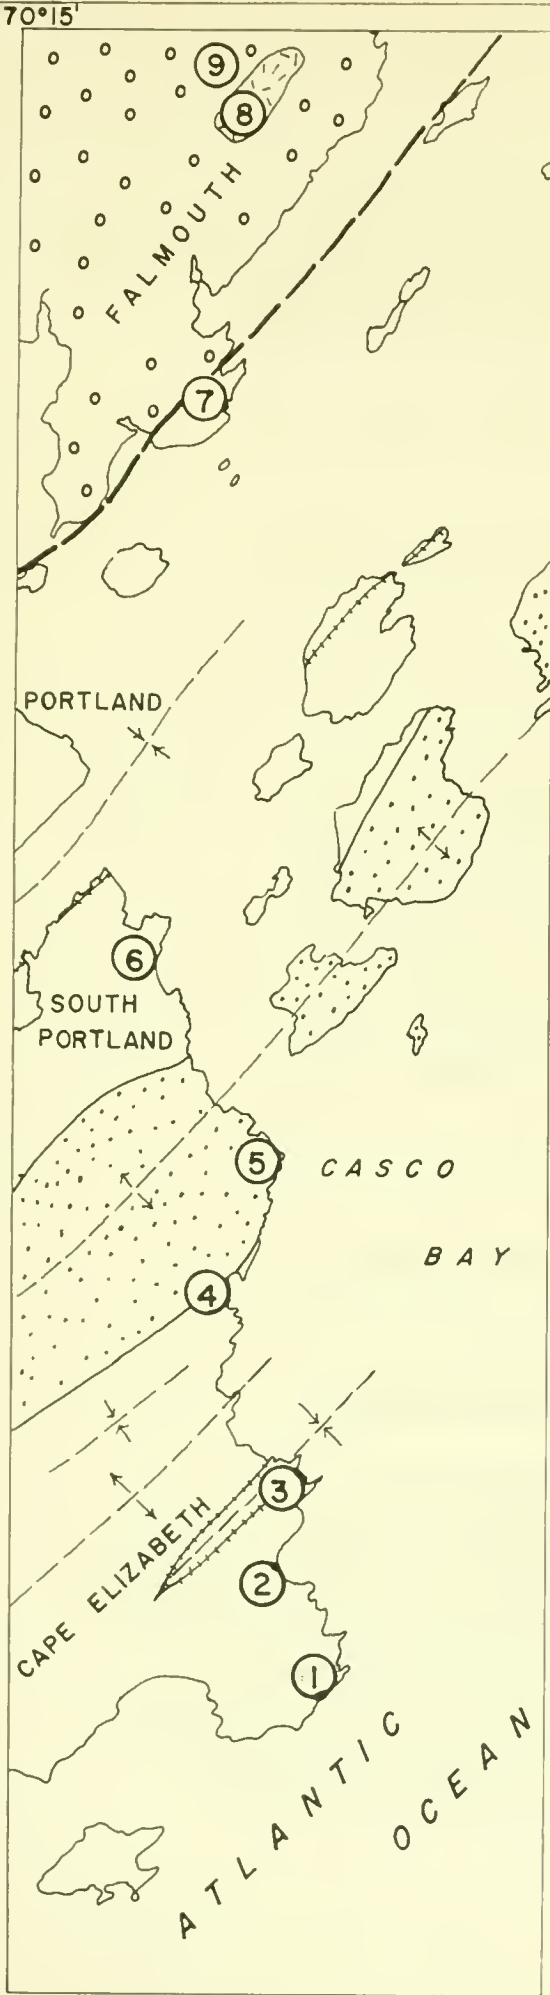 70°15'
9
8
FALMOUTH
7
PORTLAND
6
SOUTH
PORTLAND
5
CASCO
BAY
4
3
CAPE ELIZABETH
2
1
ATLANTIC
OCEAN